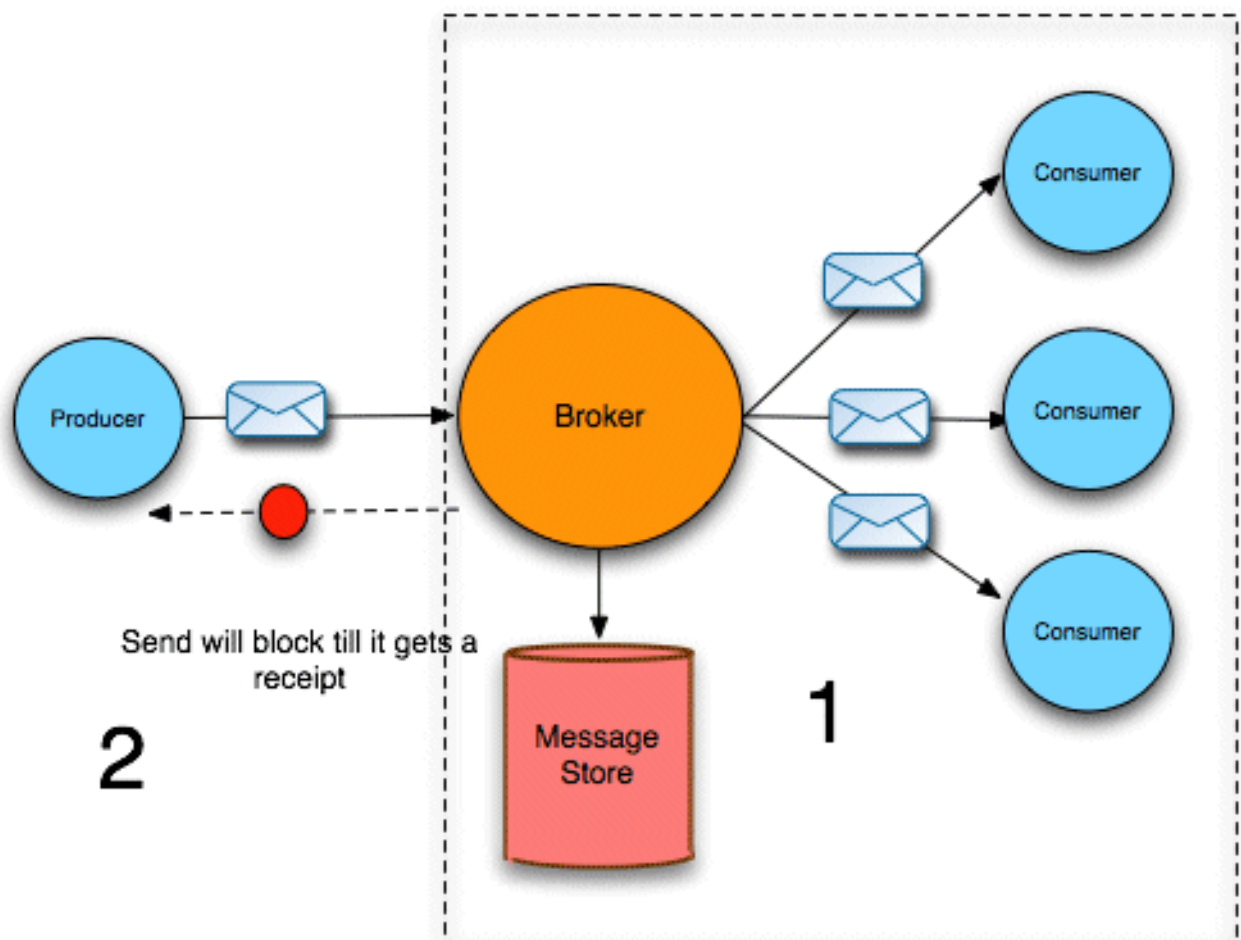 Consumer
Producer
Broker
Consumer
Send will block till it gets a
receipt
Consumer
Message
Store
1
2